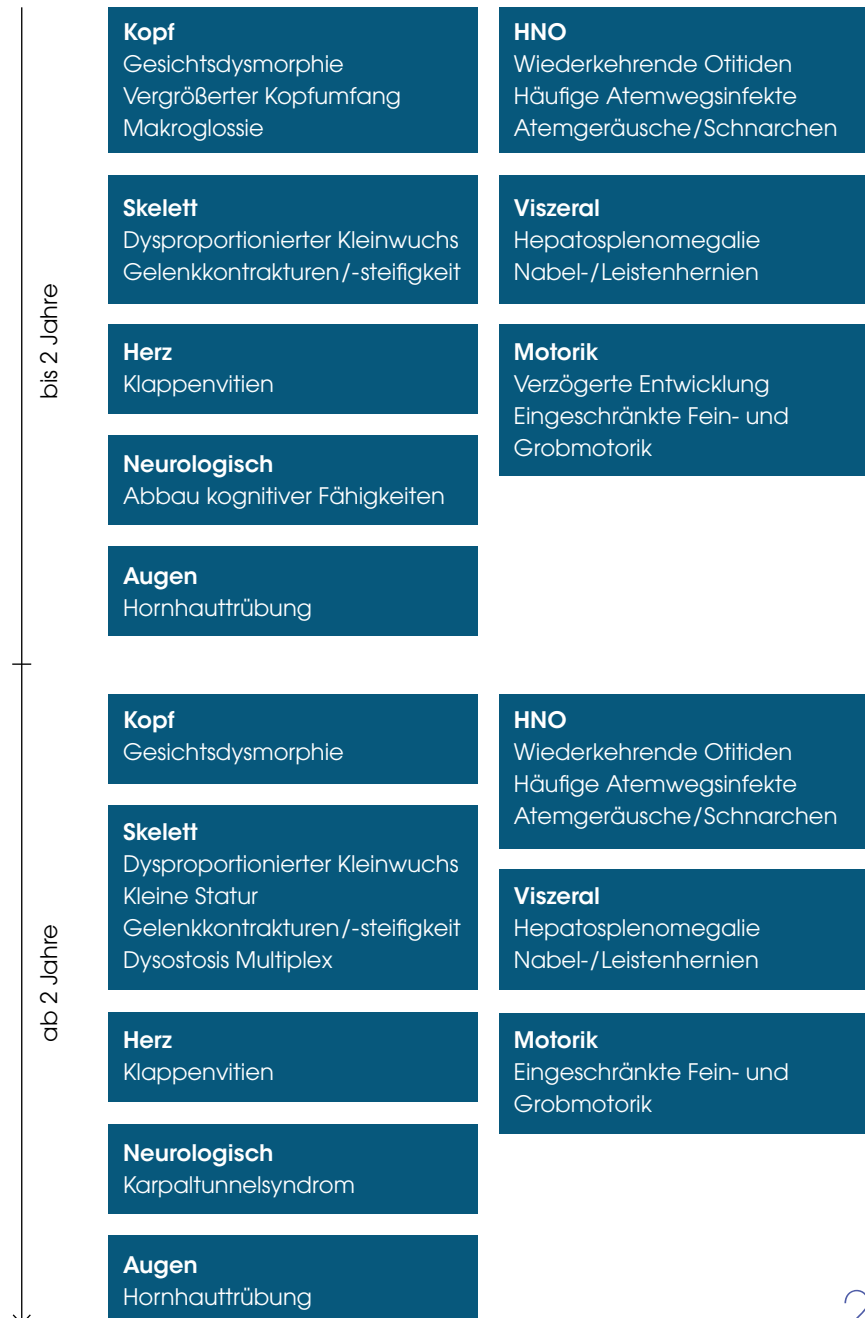 bis 2 Jahre
Kopf
Gesichtsdysmorphie
Vergrößerter Kopfumfang
Makroglossie
HNO
Wiederkehrende Otitiden
Häufige Atemwegsinfekte
Atemgeräusche/Schnarchen
Skelett
Dysproportionierter Kleinwuchs
Gelenkkontrakturen/-steifigkeit
Viszeral
Hepatosplenomegalie
Nabel-/Leistenhernien
Herz
Klappenvitien
Motorik
Verzögerte Entwicklung
Eingeschränkte Fein- und
Grobmotorik
Neurologisch
Abbau kognitiver Fähigkeiten
Augen
Hornhauttrübung
ab 2 Jahre
Kopf
Gesichtsdysmorphie
HNO
Wiederkehrende Otitiden
Häufige Atemwegsinfekte
Atemgeräusche/Schnarchen
Skelett
Dysproportionierter Kleinwuchs
Kleine Statur
Gelenkkontrakturen/-steifigkeit
Dysostosis Multiplex
Viszeral
Hepatosplenomegalie
Nabel-/Leistenhernien
Herz
Klappenvitien
Motorik
Eingeschränkte Fein- und
Grobmotorik
Neurologisch
Karpaltunnelsyndrom
Augen
Hornhauttrübung